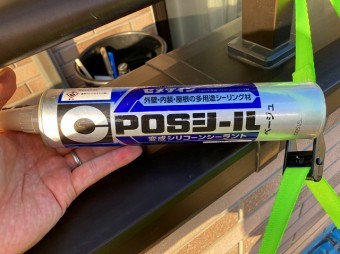 セメダイン
外壁・内装・屋根の多用途シーリング材
POSシール
変成シリコーンシーラント
ベージュ